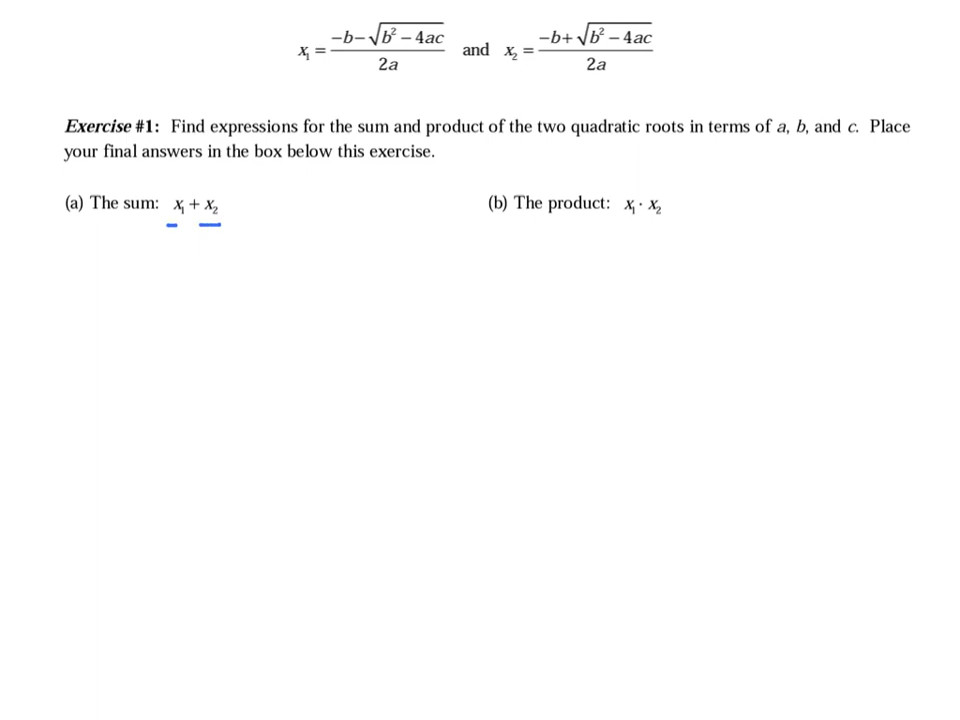 x₁ = (−b−√(b² − 4ac))/(2a) and x₂ = (−b+√(b² − 4ac))/(2a)
Exercise #1: Find expressions for the sum and product of the two quadratic roots in terms of a, b, and c. Place
your final answers in the box below this exercise.
(a) The sum: x₁ + x₂ (b) The product: x₁ · x₂